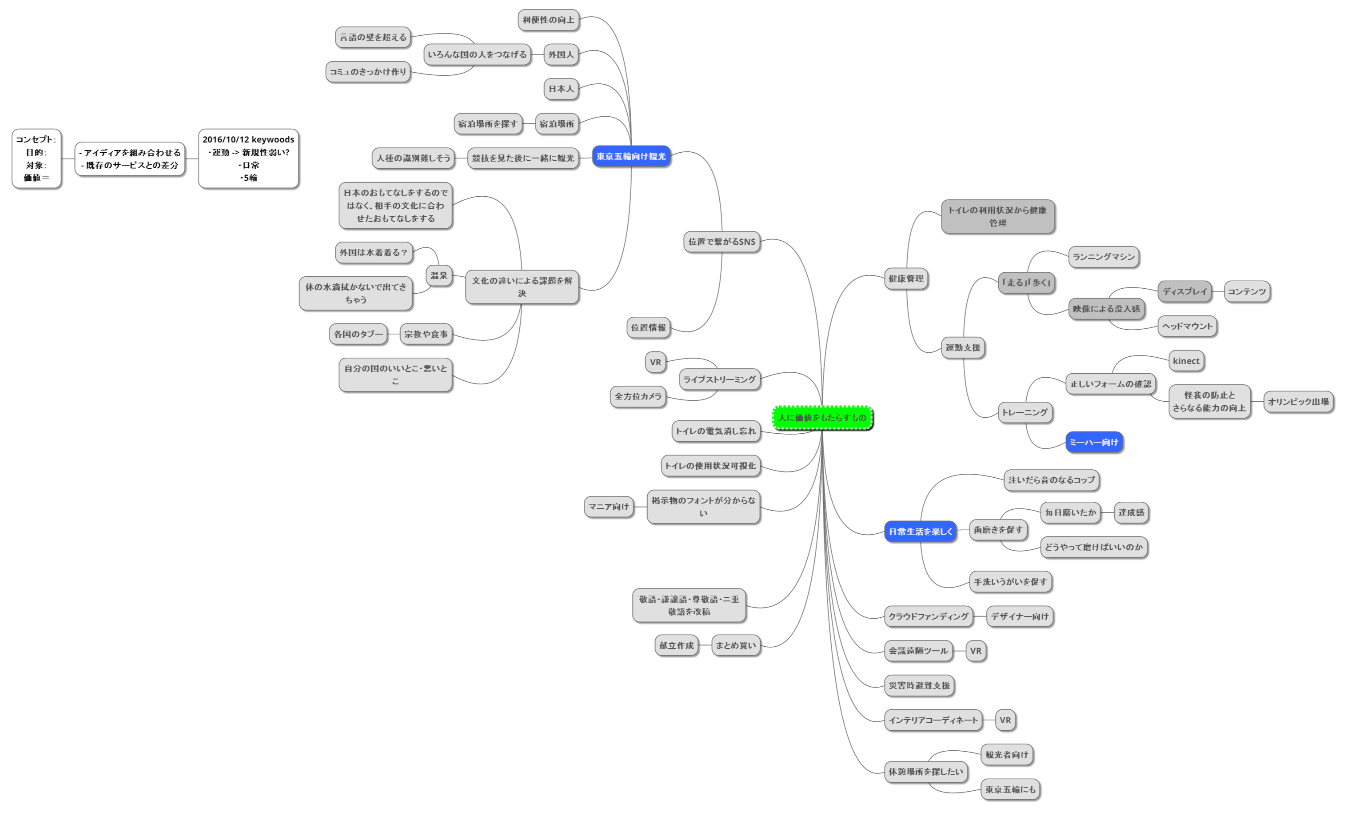 コンセプト:
目的:
対象:
価値＝
- アイディアを組み合わせる
- 既存のサービスとの差分
2016/10/12 keywoods
・運動 -> 新規性弱い?
・日常
・5輪
利便性の向上
言語の壁を超える
コミュのきっかけ作り
いろんな国の人をつなげる
外国人
日本人
宿泊場所を探す
宿泊場所
人種の識別難しそう
競技を見た後に一緒に観光
東京五輪向け観光
日本のおもてなしをするので
はなく、相手の文化に合わ
せたおもてなしをする
外国は水着着る？
体の水滴拭かないで出てき
ちゃう
温泉
文化の違いによる課題を解
決
各国のタブー
宗教や食事
自分の国のいいとこ・悪いと
こ
位置で繋がるSNS
位置情報
VR
全方位カメラ
ライブストリーミング
トイレの電気消し忘れ
トイレの使用状況可視化
マニア向け
掲示物のフォントが分からな
い
敬語・謙譲語・尊敬語・二重
敬語を改稿
献立作成
まとめ買い
人に価値をもたらすもの
健康管理
トイレの利用状況から健康
管理
運動支援
「走る」「歩く」
ランニングマシン
映像による没入感
ディスプレイ
コンテンツ
ヘッドマウント
トレーニング
正しいフォームの確認
kinect
怪我の防止と
さらなる能力の向上
オリンピック出場
ミーハー向け
日常生活を楽しく
注いだら音のなるコップ
歯磨きを促す
毎日磨いたか
達成感
どうやって磨けばいいのか
手洗いうがいを促す
クラウドファンディング
デザイナー向け
会議遠隔ツール
VR
災害時避難支援
インテリアコーディネート
VR
休憩場所を探したい
観光者向け
東京五輪にも